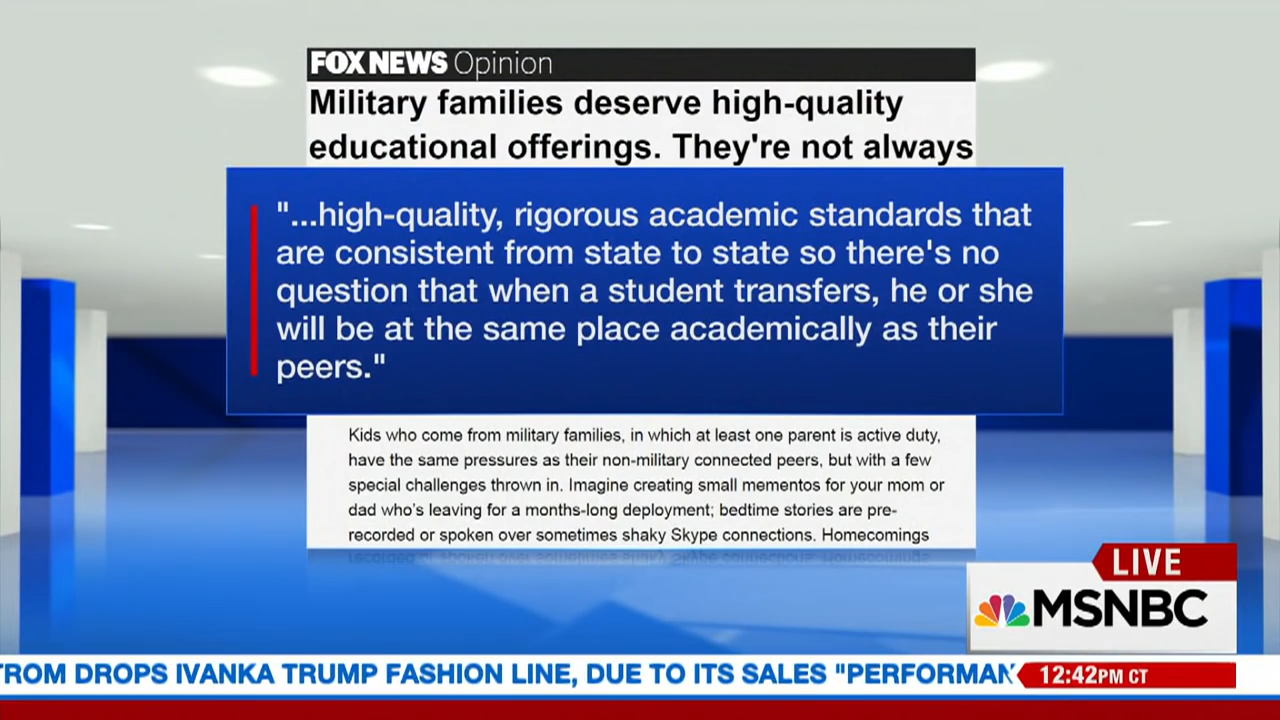 FOX NEWS Opinion
Military families deserve high-quality
educational offerings. They're not always
"...high-quality, rigorous academic standards that
are consistent from state to state so there's no
question that when a student transfers, he or she
will be at the same place academically as their
peers."
Kids who come from military families, in which at least one parent is active duty,
have the same pressures as their non-military connected peers, but with a few
special challenges thrown in. Imagine creating small mementos for your mom or
dad who's leaving for a months-long deployment; bedtime stories are pre-
recorded or spoken over sometimes shaky Skype connections. Homecomings
LIVE
MSNBC
TROM DROPS IVANKA TRUMP FASHION LINE, DUE TO ITS SALES "PERFORMAN
12:42PM CT